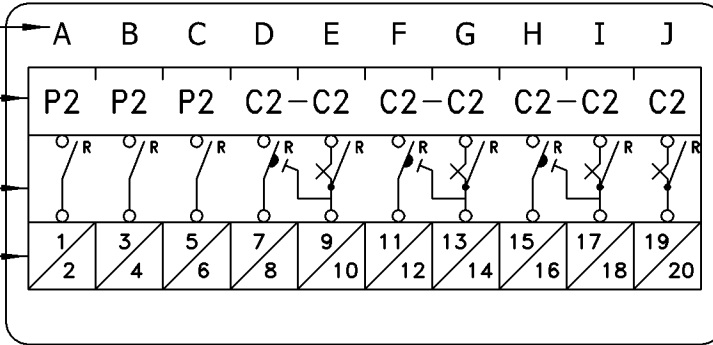 A B C D E F G H I J
P2 P2 P2 C2-C2 C2-C2 C2-C2 C2
R R R R R R R R R R
1 3 5 7 9 11 13 15 17 19
2 4 6 8 10 12 14 16 18 20